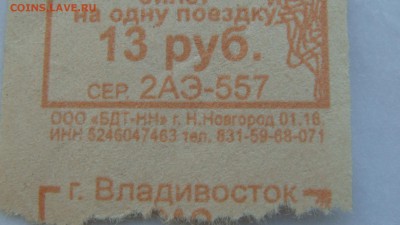 COINS.LAVE.RU
билет
на одну поездку
13 руб.
СЕР. 2АЭ-557
ООО «БДТ-НН» г. Н.Новгород 01.16.
ИНН 5246047463 тел. 831-59-68-071
г. Владивосток